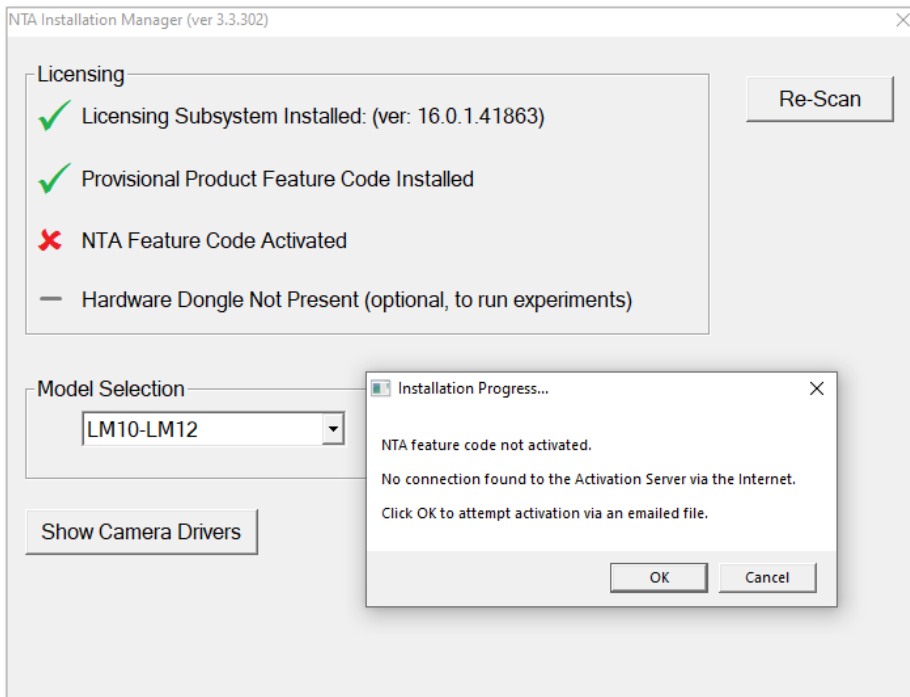 NTA Installation Manager (ver 3.3.302)
Licensing
Licensing Subsystem Installed: (ver: 16.0.1.41863)
Re-Scan
Provisional Product Feature Code Installed
NTA Feature Code Activated
Hardware Dongle Not Present (optional, to run experiments)
Model Selection
LM10-LM12
Show Camera Drivers
Installation Progress...
NTA feature code not activated.
No connection found to the Activation Server via the Internet.
Click OK to attempt activation via an emailed file.
OK
Cancel